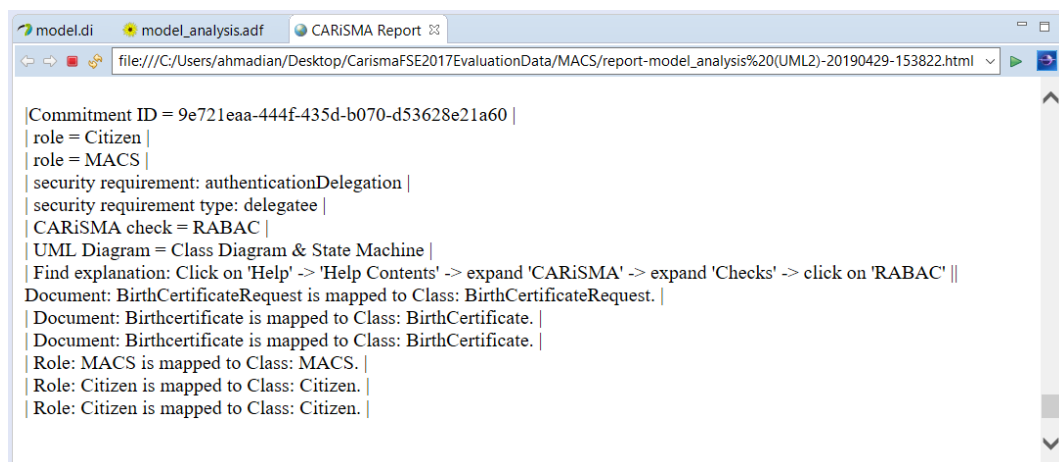 model.di model_analysis.adf CARiSMA Report
file:///C:/Users/ahmadian/Desktop/CarismaFSE2017EvaluationData/MACS/report-model_analysis%20(UML2)-20190429-153822.html
|Commitment ID = 9e721eaa-444f-435d-b070-d53628e21a60 |
| role = Citizen |
| role = MACS |
| security requirement: authenticationDelegation |
| security requirement type: delegatee |
| CARiSMA check = RABAC |
| UML Diagram = Class Diagram & State Machine |
| Find explanation: Click on 'Help' -> 'Help Contents' -> expand 'CARiSMA' -> expand 'Checks' -> click on 'RABAC' ||
Document: BirthCertificateRequest is mapped to Class: BirthCertificateRequest. |
| Document: Birthcertificate is mapped to Class: BirthCertificate. |
| Document: Birthcertificate is mapped to Class: BirthCertificate. |
| Role: MACS is mapped to Class: MACS. |
| Role: Citizen is mapped to Class: Citizen. |
| Role: Citizen is mapped to Class: Citizen. |